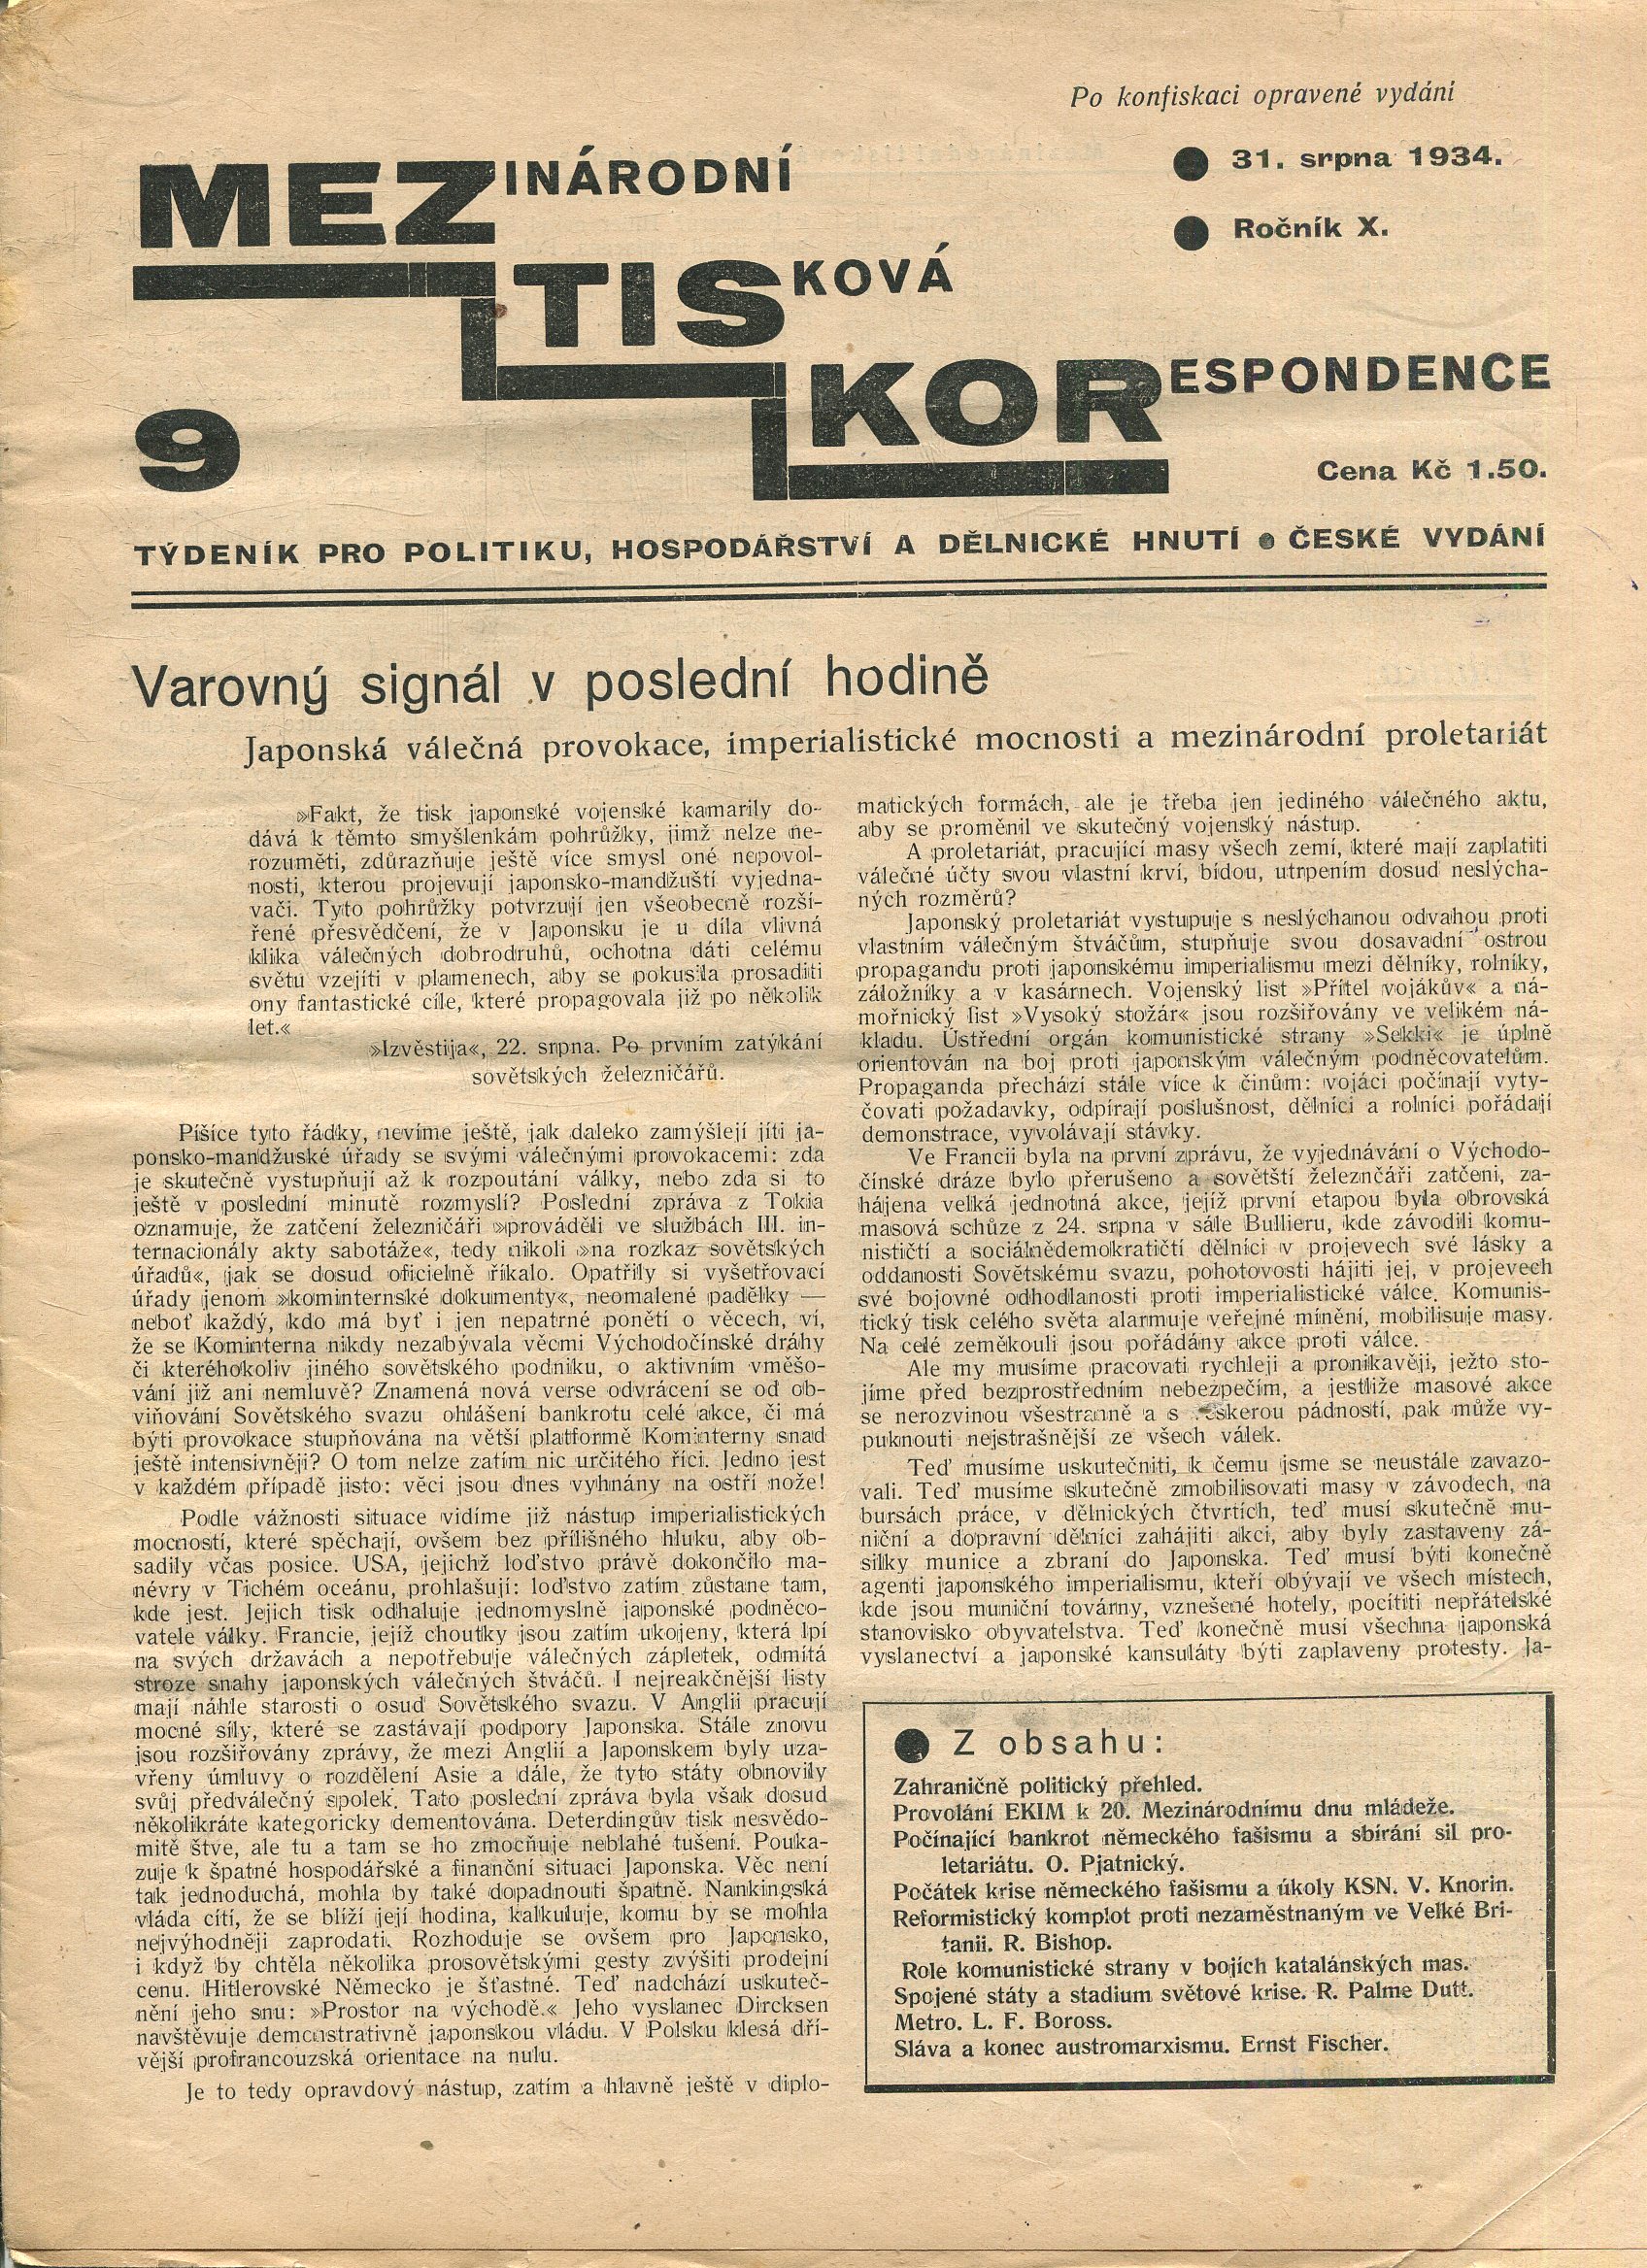 Po konfiskaci opravené vydání
MEZINÁRODNÍ
● 31. srpna 1934.
● Ročník X.
TISKOVÁ
KORESPONDENCE
9
Cena Kč 1.50.
TÝDENÍK PRO POLITIKU, HOSPODÁŘSTVÍ A DĚLNICKÉ HNUTÍ ● ČESKÉ VYDÁNÍ
Varovný signál v poslední hodině
Japonská válečná provokace, imperialistické mocnosti a mezinárodní proletariát
»Fakt, že tisk japonské vojenské kamarily do-
dává k těmto smyšlenkám pohrůžky, jimž nelze ne-
rozuměti, zdůrazňuje ještě více smysl oné nepovol-
nosti, kterou projevují japonsko-mandžuští vyjedna-
vači. Tyto pohrůžky potvrzují jen všeobecně rozší-
řené přesvědčení, že v Japonsku je u díla vlivná
klika válečných dobrodruhů, ochotna dáti celému
světu vzejíti v plamenech, aby se pokusila prosaditi
ony fantastické cíle, které propagovala již po několik
let.«
»Izvěstija«, 22. srpna. Po prvním zatýkání
sovětských železničářů.
Píšíce tyto řádky, nevíme ještě, jak daleko zamýšlejí jíti ja-
ponsko-mandžuské úřady se svými válečnými provokacemi: zda
je skutečně vystupňují až k rozpoutání války, nebo zda si to
ještě v poslední minutě rozmyslí? Poslední zpráva z Tokia
oznamuje, že zatčení železničáři »prováděli ve službách III. in-
ternacionály akty sabotáže«, tedy nikoli »na rozkaz sovětských
úřadů«, jak se dosud oficielně říkalo. Opatřily si vyšetřovací
úřady jenom »kominternské dokumenty«, neomalené padělky —
neboť každý, kdo má byť i jen nepatrné ponětí o věcech, ví,
že se Kominterna nikdy nezabývala věcmi Východočínské dráhy
či kteréhokoliv jiného sovětského podniku, o aktivním vměšo-
vání již ani nemluvě? Znamená nová verse odvrácení se od ob-
viňování Sovětského svazu ohlášení bankrotu celé akce, či má
býti provokace stupňována na větší platformě Kominterny snad
ještě intensivněji? O tom nelze zatím nic určitého říci. Jedno jest
v každém případě jisto: věci jsou dnes vyhnány na ostří nože!
Podle vážnosti situace vidíme již nástup imperialistických
mocností, které spěchají, ovšem bez přílišného hluku, aby ob-
sadily včas posice. USA, jejichž loďstvo právě dokončilo ma-
névry v Tichém oceánu, prohlašují: loďstvo zatím zůstane tam,
kde jest. Jejich tisk odhaluje jednomyslně japonské podněco-
vatele války. Francie, jejíž choutky jsou zatím ukojeny, která lpí
na svých državách a nepotřebuje válečných zápletek, odmítá
stroze snahy japonských válečných štváčů. I nejreakčnější listy
mají náhle starosti o osud Sovětského svazu. V Anglii pracují
mocné síly, které se zastávají podpory Japonska. Stále znovu
jsou rozšiřovány zprávy, že mezi Anglií a Japonskem byly uza-
vřeny úmluvy o rozdělení Asie a dále, že tyto státy obnovily
svůj předválečný spolek. Tato poslední zpráva byla však dosud
několikráte kategoricky dementována. Deterdingův tisk nesvědo-
mitě štve, ale tu a tam se ho zmocňuje neblahé tušení. Pouka-
zuje k špatné hospodářské a finanční situaci Japonska. Věc není
tak jednoduchá, mohla by také dopadnouti špatně. Nankingská
vláda cítí, že se blíží její hodina, kalkuluje, komu by se mohla
nejvýhodněji zaprodati. Rozhoduje se ovšem pro Japonsko,
i když by chtěla několika prosovětskými gesty zvýšiti prodejní
cenu. Hitlerovské Německo je šťastné. Teď nadchází uskuteč-
nění jeho snu: »Prostor na východě.« Jeho vyslanec Dircksen
navštěvuje demonstrativně japonskou vládu. V Polsku klesá dří-
vější profrancouzská orientace na nulu.
Je to tedy opravdový nástup, zatím a hlavně ještě v diplo-
matických formách, ale je třeba jen jediného válečného aktu,
aby se proměnil ve skutečný vojenský nástup.
A proletariát, pracující masy všech zemí, které mají zaplatiti
válečné účty svou vlastní krví, bídou, utrpením dosud neslýcha-
ných rozměrů?
Japonský proletariát vystupuje s neslýchanou odvahou proti
vlastním válečným štváčům, stupňuje svou dosavadní ostrou
propagandu proti japonskému imperialismu mezi dělníky, rolníky,
záložníky a v kasárnech. Vojenský list »Přítel vojákův« a ná-
mořnický list »Vysoký stožár« jsou rozšiřovány ve velikém ná-
kladu. Ústřední orgán komunistické strany »Sekki« je úplně
orientován na boj proti japonským válečným podněcovatelům.
Propaganda přechází stále více k činům: vojáci počínají vyty-
čovati požadavky, odpírají poslušnost, dělníci a rolníci pořádají
demonstrace, vyvolávají stávky.
Ve Francii byla na první zprávu, že vyjednávání o Východo-
čínské dráze bylo přerušeno a sovětští železnčáři zatčeni, za-
hájena velká jednotná akce, jejíž první etapou byla obrovská
masová schůze z 24. srpna v sále Bullieru, kde závodili komu-
nističtí a sociálnědemokratičtí dělníci v projevech své lásky a
oddanosti Sovětskému svazu, pohotovosti hájiti jej, v projevech
své bojovné odhodlanosti proti imperialistické válce. Komunis-
tický tisk celého světa alarmuje veřejné mínění, mobilisuje masy.
Na celé zeměkouli jsou pořádány akce proti válce.
Ale my musíme pracovati rychleji a pronikavěji, ježto sto-
jíme před bezprostředním nebezpečím, a jestliže masové akce
se nerozvinou všestranně a s veškerou pádností, pak může vy-
puknouti nejstrašnější ze všech válek.
Teď musíme uskutečniti, k čemu jsme se neustále zavazo-
vali. Teď musíme skutečně zmobilisovati masy v závodech, na
bursách práce, v dělnických čtvrtích, teď musí skutečně mu-
niční a dopravní dělníci zahájiti akci, aby byly zastaveny zá-
silky munice a zbraní do Japonska. Teď musí býti konečně
agenti japonského imperialismu, kteří obývají ve všech místech,
kde jsou muniční továrny, vznešené hotely, pocítiti nepřátelské
stanovisko obyvatelstva. Teď konečně musí všechna japonská
vyslanectví a japonské kansuláty býti zaplaveny protesty. Ja-
● Z obsahu:
Zahraničně politický přehled.
Provolání EKIM k 20. Mezinárodnímu dnu mládeže.
Počínající bankrot německého fašismu a sbírání sil pro-
letariátu. O. Pjatnický.
Počátek krise německého fašismu a úkoly KSN. V. Knorin.
Reformistický komplot proti nezaměstnaným ve Velké Bri-
tanii. R. Bishop.
Role komunistické strany v bojích katalánských mas.
Spojené státy a stadium světové krise. R. Palme Dutt.
Metro. L. F. Boross.
Sláva a konec austromarxismu. Ernst Fischer.